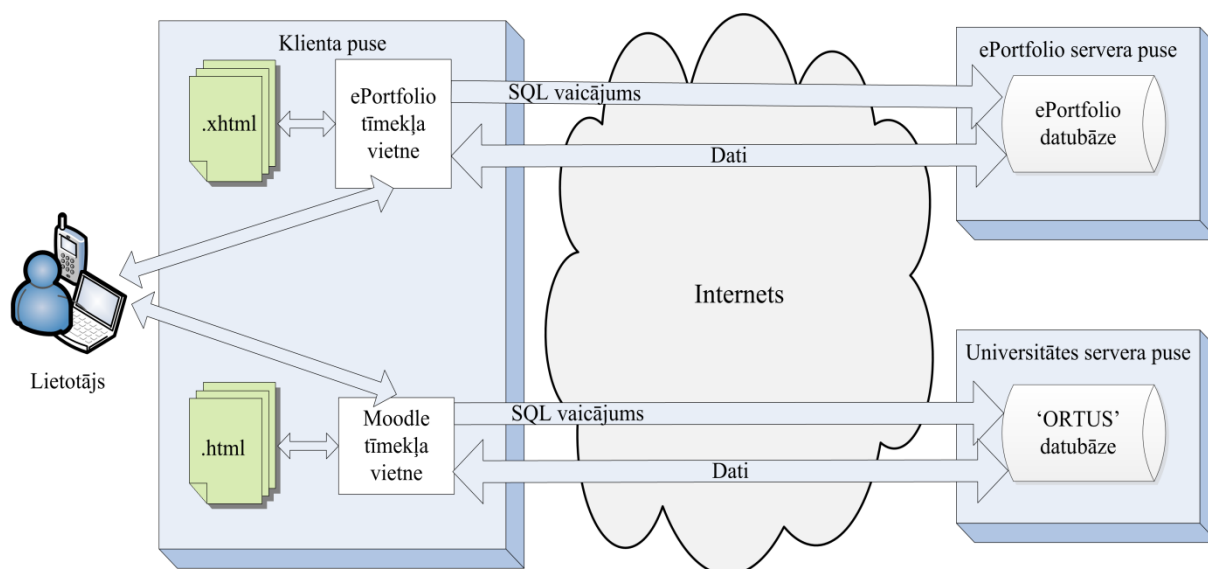 Klienta puse
.xhtml
ePortfolio
tīmekļa
vietne
SQL vaicājums
Dati
ePortfolio servera puse
ePortfolio
datubāze
Lietotājs
Internets
.html
Moodle
tīmekļa
vietne
SQL vaicājums
Dati
Universitātes servera puse
‘ORTUS’
datubāze